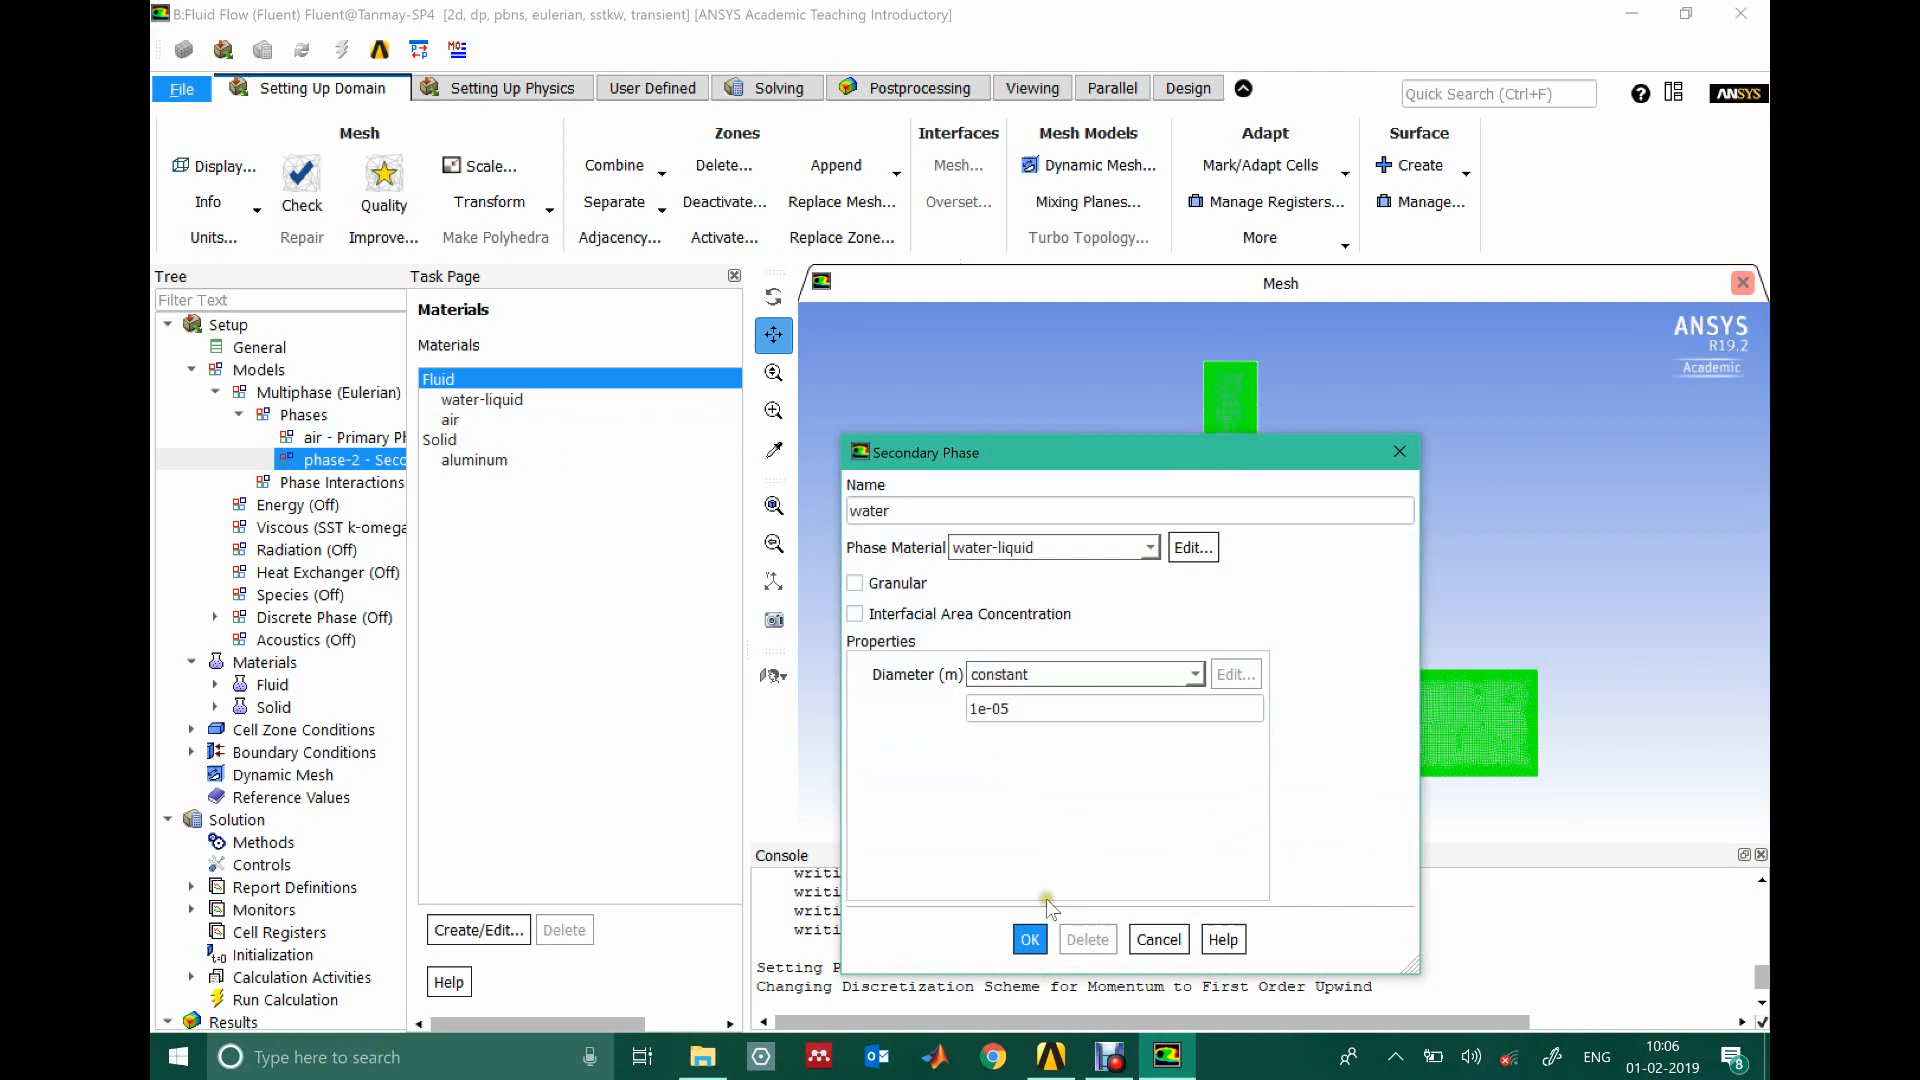 B:Fluid Flow (Fluent) Fluent@Tanmay-SP4 [2d, dp, pbns, eulerian, sstkw, transient] [ANSYS Academic Teaching Introductory]
File Setting Up Domain Setting Up Physics User Defined Solving Postprocessing Viewing Parallel Design Quick Search (Ctrl+F) ANSYS
Mesh Zones Interfaces Mesh Models Adapt Surface
Display... Scale... Combine Delete... Append Mesh... Dynamic Mesh... Mark/Adapt Cells Create
Info Check Quality Transform Separate Deactivate... Replace Mesh... Overset... Mixing Planes... Manage Registers... Manage...
Units... Repair Improve... Make Polyhedra Adjacency... Activate... Replace Zone... Turbo Topology... More
Tree
Filter Text
Setup
General
Models
Multiphase (Eulerian)
Phases
air - Primary
phase-2 -
Phase Interactions
Energy (Off)
Viscous (SST
Radiation (Off)
Heat Exchanger (Off)
Species (Off)
Discrete Phase (Off)
Acoustics (Off)
Materials
Fluid
Solid
Cell Zone Conditions
Boundary Conditions
Dynamic Mesh
Reference Values
Solution
Methods
Controls
Report Definitions
Monitors
Cell Registers
Initialization
Calculation Activities
Run Calculation
Results
Task Page
Materials
Materials
Fluid
water-liquid
air
Solid
aluminum
Create/Edit... Delete
Help
Mesh
ANSYS
R19.2
Academic
Secondary Phase
Name
water
Phase Material water-liquid Edit...
Granular
Interfacial Area Concentration
Properties
Diameter (m) constant Edit...
1e-05
OK Delete Cancel Help
Console
Setting
Changing Discretization Scheme for Momentum to First Order Upwind
Type here to search
ENG
10:06
01-02-2019
8